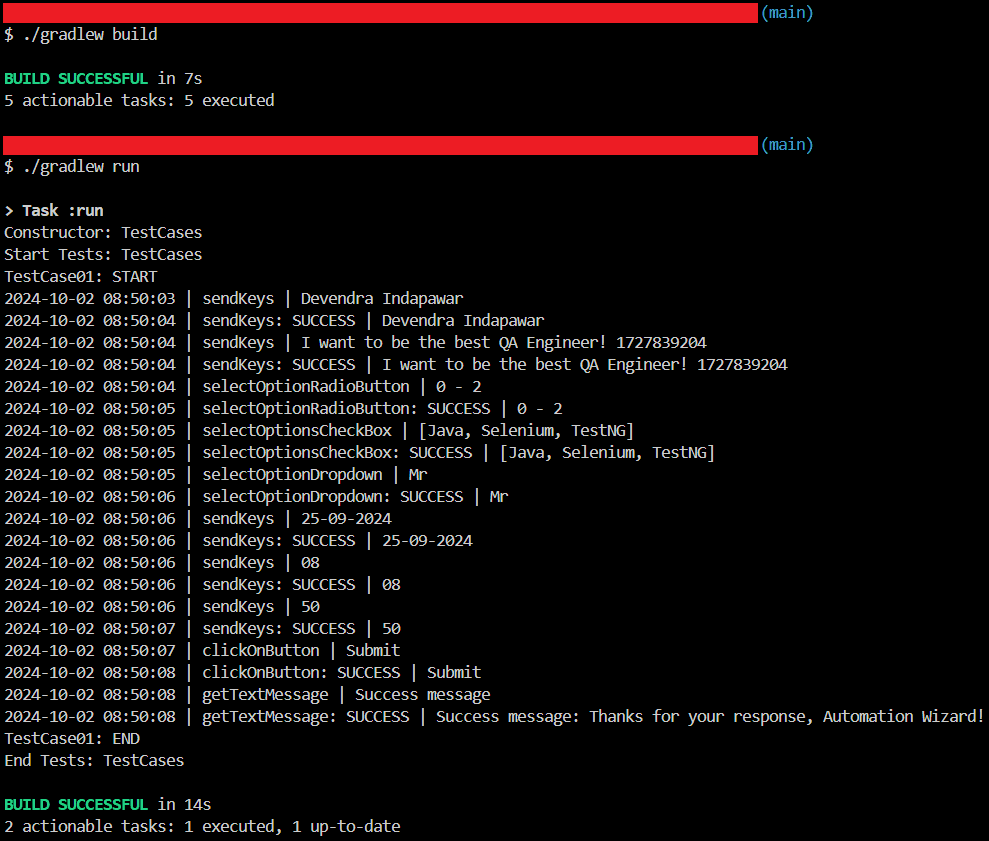 (main)
$ ./gradlew build
BUILD SUCCESSFUL in 7s
5 actionable tasks: 5 executed
(main)
$ ./gradlew run
> Task :run
Constructor: TestCases
Start Tests: TestCases
TestCase01: START
2024-10-02 08:50:03 | sendKeys | Devendra Indapawar
2024-10-02 08:50:04 | sendKeys: SUCCESS | Devendra Indapawar
2024-10-02 08:50:04 | sendKeys | I want to be the best QA Engineer! 1727839204
2024-10-02 08:50:04 | sendKeys: SUCCESS | I want to be the best QA Engineer! 1727839204
2024-10-02 08:50:04 | selectOptionRadioButton | 0 - 2
2024-10-02 08:50:05 | selectOptionRadioButton: SUCCESS | 0 - 2
2024-10-02 08:50:05 | selectOptionsCheckBox | [Java, Selenium, TestNG]
2024-10-02 08:50:05 | selectOptionsCheckBox: SUCCESS | [Java, Selenium, TestNG]
2024-10-02 08:50:05 | selectOptionDropdown | Mr
2024-10-02 08:50:06 | selectOptionDropdown: SUCCESS | Mr
2024-10-02 08:50:06 | sendKeys | 25-09-2024
2024-10-02 08:50:06 | sendKeys: SUCCESS | 25-09-2024
2024-10-02 08:50:06 | sendKeys | 08
2024-10-02 08:50:06 | sendKeys: SUCCESS | 08
2024-10-02 08:50:06 | sendKeys | 50
2024-10-02 08:50:07 | sendKeys: SUCCESS | 50
2024-10-02 08:50:07 | clickOnButton | Submit
2024-10-02 08:50:08 | clickOnButton: SUCCESS | Submit
2024-10-02 08:50:08 | getTextMessage | Success message
2024-10-02 08:50:08 | getTextMessage: SUCCESS | Success message: Thanks for your response, Automation Wizard!
TestCase01: END
End Tests: TestCases
BUILD SUCCESSFUL in 14s
2 actionable tasks: 1 executed, 1 up-to-date